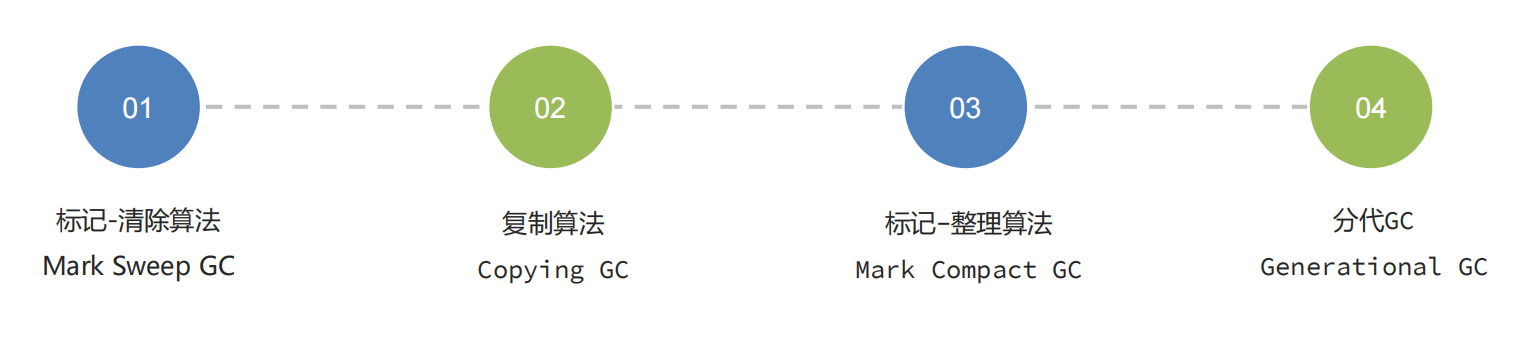 01
02
03
04
标记-清除算法
Mark Sweep GC
复制算法
Copying GC
标记-整理算法
Mark Compact GC
分代GC
Generational GC